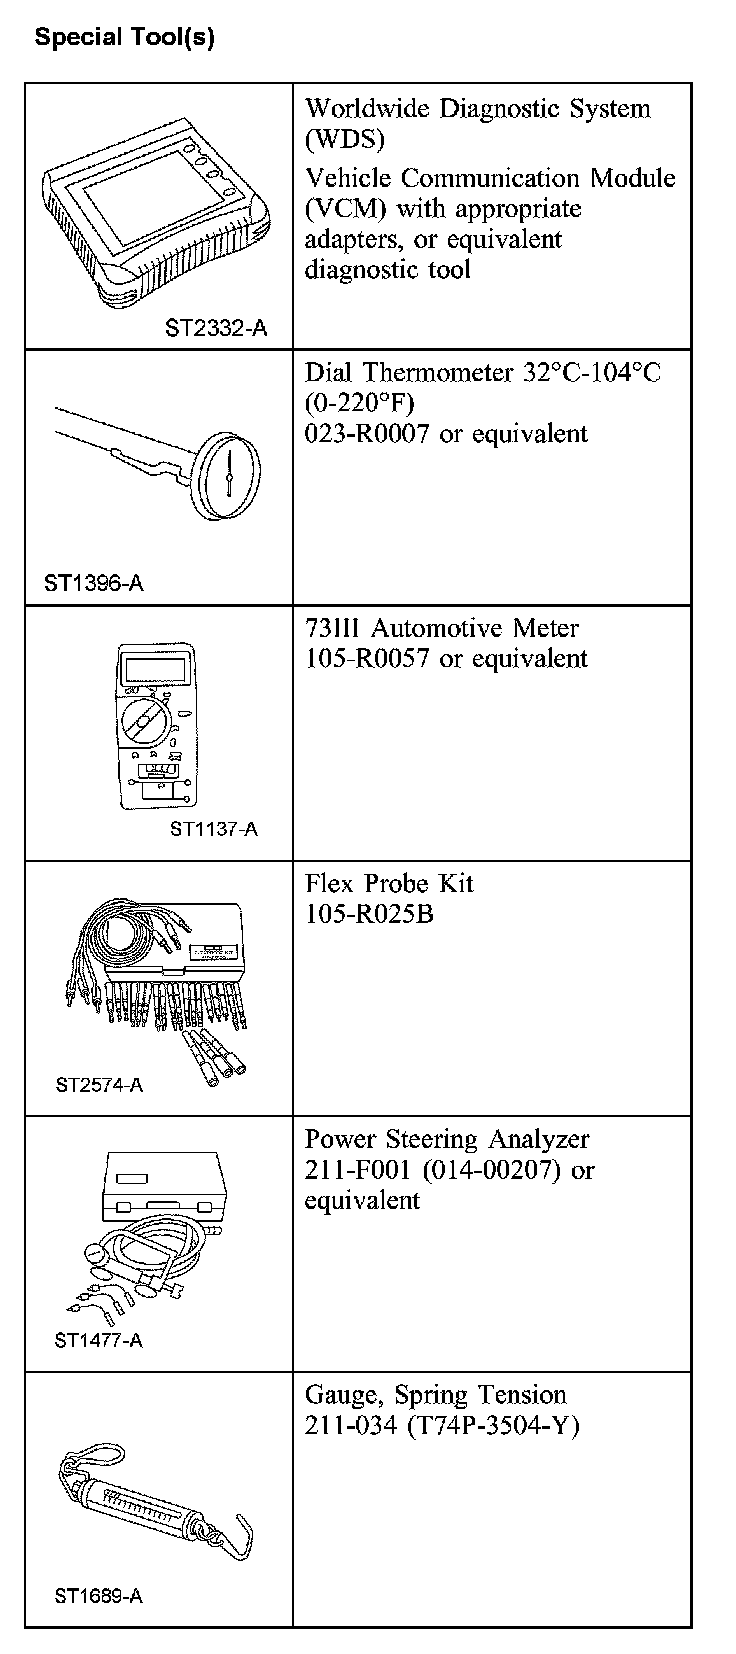 Special Tool(s)
ST2332-A
Worldwide Diagnostic System
(WDS)
Vehicle Communication Module
(VCM) with appropriate
adapters, or equivalent
diagnostic tool
ST1396-A
Dial Thermometer 32°C-104°C
(0-220°F)
023-R0007 or equivalent
ST1137-A
73III Automotive Meter
105-R0057 or equivalent
ST2574-A
Flex Probe Kit
105-R025B
ST1477-A
Power Steering Analyzer
211-F001 (014-00207) or
equivalent
ST1689-A
Gauge, Spring Tension
211-034 (T74P-3504-Y)